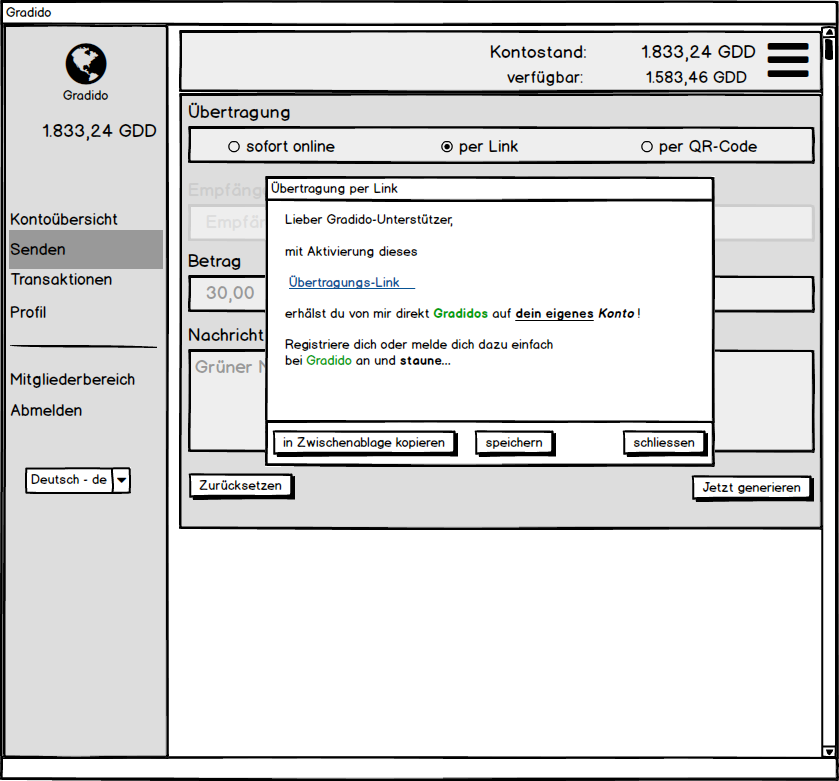 Gradido
Gradido
1.833,24 GDD
Kontoübersicht
Senden
Transaktionen
Profil
Mitgliederbereich
Abmelden
Deutsch - de
Kontostand: 1.833,24 GDD
verfügbar: 1.583,46 GDD
Übertragung
sofort online per Link per QR-Code
Empfänge
Empfän
Betrag
30,00
Nachricht
Grüner N
Übertragung per Link
Lieber Gradido-Unterstützer,
mit Aktivierung dieses
Übertragungs-Link
erhälst du von mir direkt Gradidos auf dein eigenes Konto !
Registriere dich oder melde dich dazu einfach
bei Gradido an und staune...
in Zwischenablage kopieren speichern schliessen
Zurücksetzen Jetzt generieren